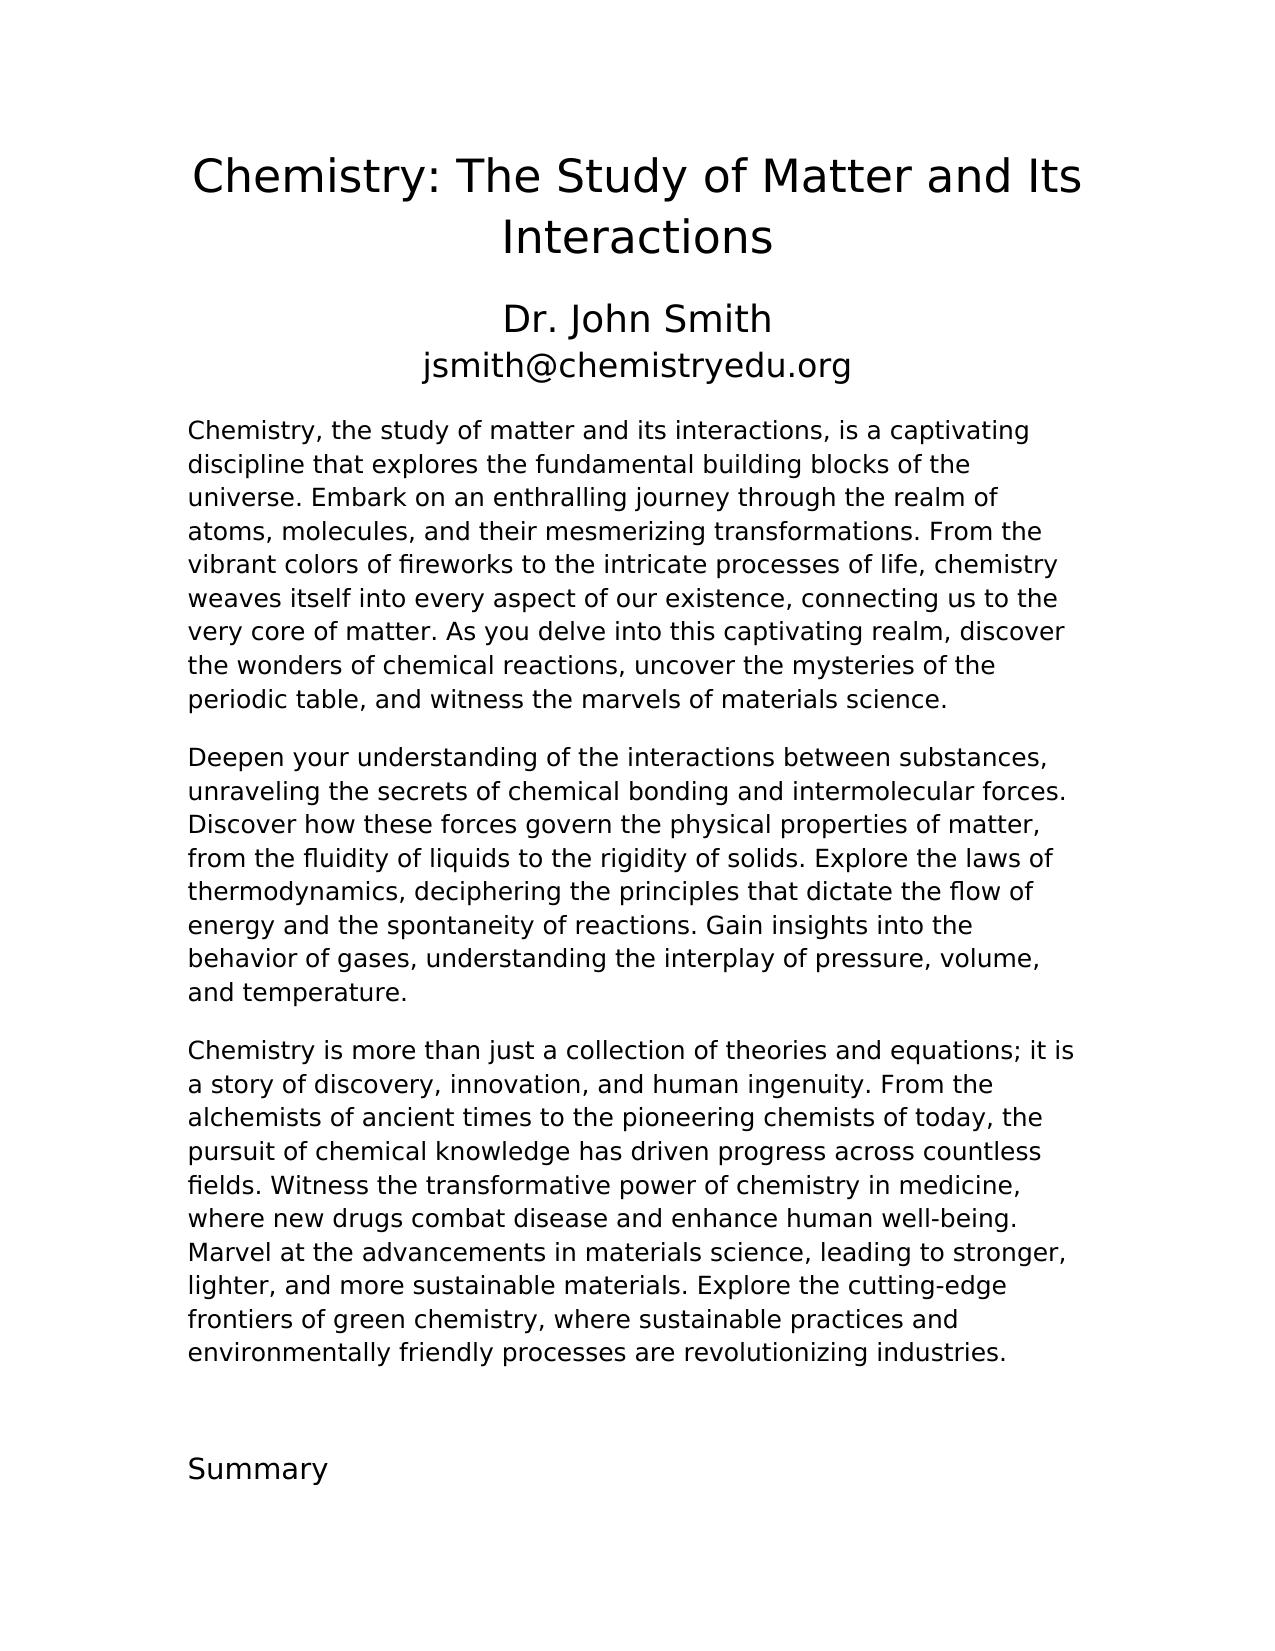 Chemistry: The Study of Matter and Its
Interactions
Dr. John Smith
jsmith@chemistryedu.org
Chemistry, the study of matter and its interactions, is a captivating
discipline that explores the fundamental building blocks of the
universe. Embark on an enthralling journey through the realm of
atoms, molecules, and their mesmerizing transformations. From the
vibrant colors of fireworks to the intricate processes of life, chemistry
weaves itself into every aspect of our existence, connecting us to the
very core of matter. As you delve into this captivating realm, discover
the wonders of chemical reactions, uncover the mysteries of the
periodic table, and witness the marvels of materials science.
Deepen your understanding of the interactions between substances,
unraveling the secrets of chemical bonding and intermolecular forces.
Discover how these forces govern the physical properties of matter,
from the fluidity of liquids to the rigidity of solids. Explore the laws of
thermodynamics, deciphering the principles that dictate the flow of
energy and the spontaneity of reactions. Gain insights into the
behavior of gases, understanding the interplay of pressure, volume,
and temperature.
Chemistry is more than just a collection of theories and equations; it is
a story of discovery, innovation, and human ingenuity. From the
alchemists of ancient times to the pioneering chemists of today, the
pursuit of chemical knowledge has driven progress across countless
fields. Witness the transformative power of chemistry in medicine,
where new drugs combat disease and enhance human well-being.
Marvel at the advancements in materials science, leading to stronger,
lighter, and more sustainable materials. Explore the cutting-edge
frontiers of green chemistry, where sustainable practices and
environmentally friendly processes are revolutionizing industries.
Summary